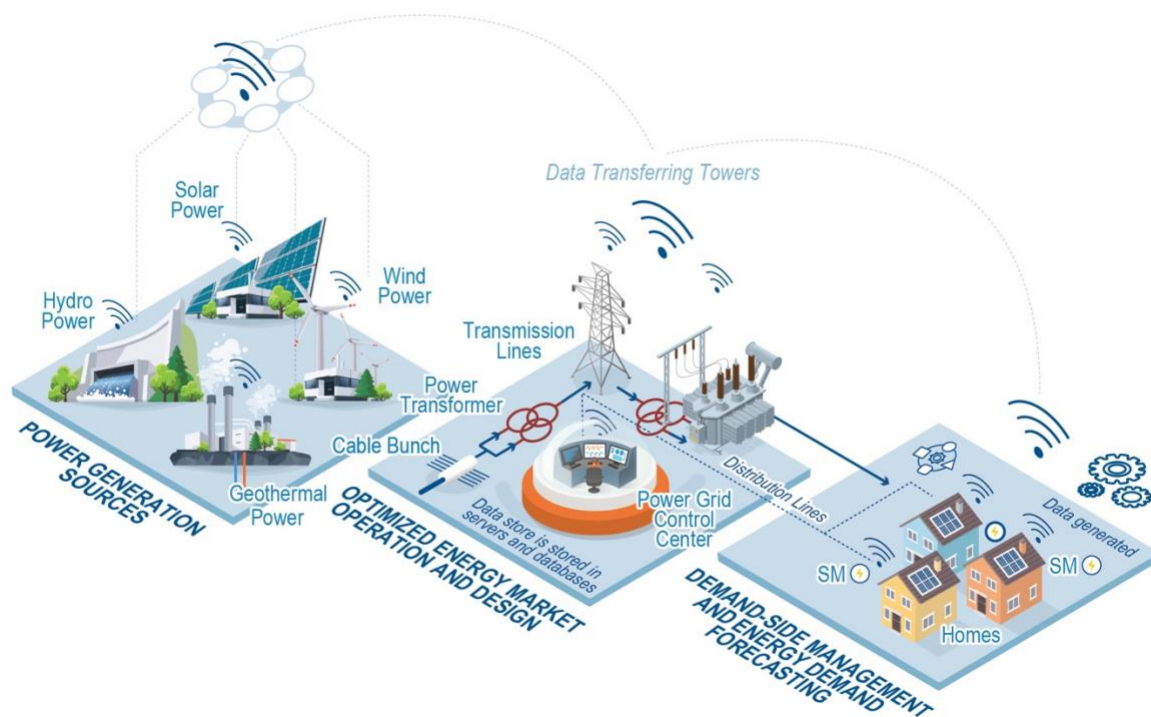 Data Transferring Towers
Solar
Power
Wind
Power
Hydro
Power
Geothermal
Power
POWER GENERATION
SOURCES
Transmission
Lines
Power
Transformer
Cable Bunch
Power Grid
Control
Center
Data store is stored in
servers and databases
OPTIMIZED ENERGY MARKET
OPERATION AND DESIGN
Distribution Lines
Data generated
SM
SM
Homes
DEMAND-SIDE MANAGEMENT
AND ENERGY DEMAND
FORECASTING